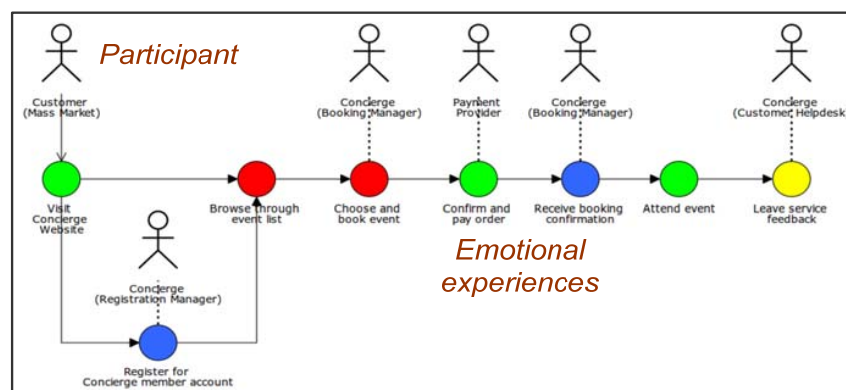 Participant
Customer
(Mass Market)
Concierge
(Booking Manager)
Payment
Provider
Concierge
(Booking Manager)
Concierge
(Customer Helpdesk
Visit
Concierge
Website
Browse through
event list
Choose and
book event
Confirm and
pay order
Receive booking
confirmation
Attend event
Leave service
feedback
Emotional
experiences
Concierge
(Registration Manager)
Register for
Concierge member account